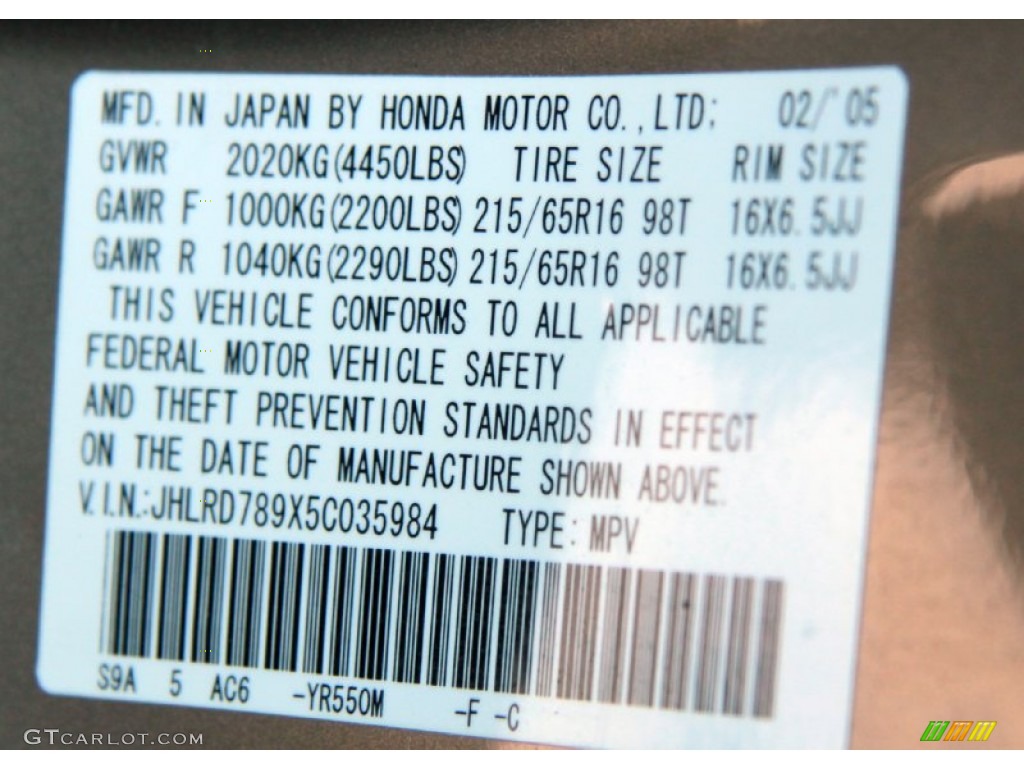 MFD. IN JAPAN BY HONDA MOTOR CO., LTD: 02/'05
GVWR 2020KG(4450LBS) TIRE SIZE RIM SIZE
GAWR F 1000KG(2200LBS) 215/65R16 98T 16X6.5JJ
GAWR R 1040KG(2290LBS) 215/65R16 98T 16X6.5JJ
THIS VEHICLE CONFORMS TO ALL APPLICABLE
FEDERAL MOTOR VEHICLE SAFETY
AND THEFT PREVENTION STANDARDS IN EFFECT
ON THE DATE OF MANUFACTURE SHOWN ABOVE.
V.I.N.:JHLRD789X5C035984 TYPE: MPV
S9A 5 AC6 -YR550M -F -C
GTCARLOT.COM